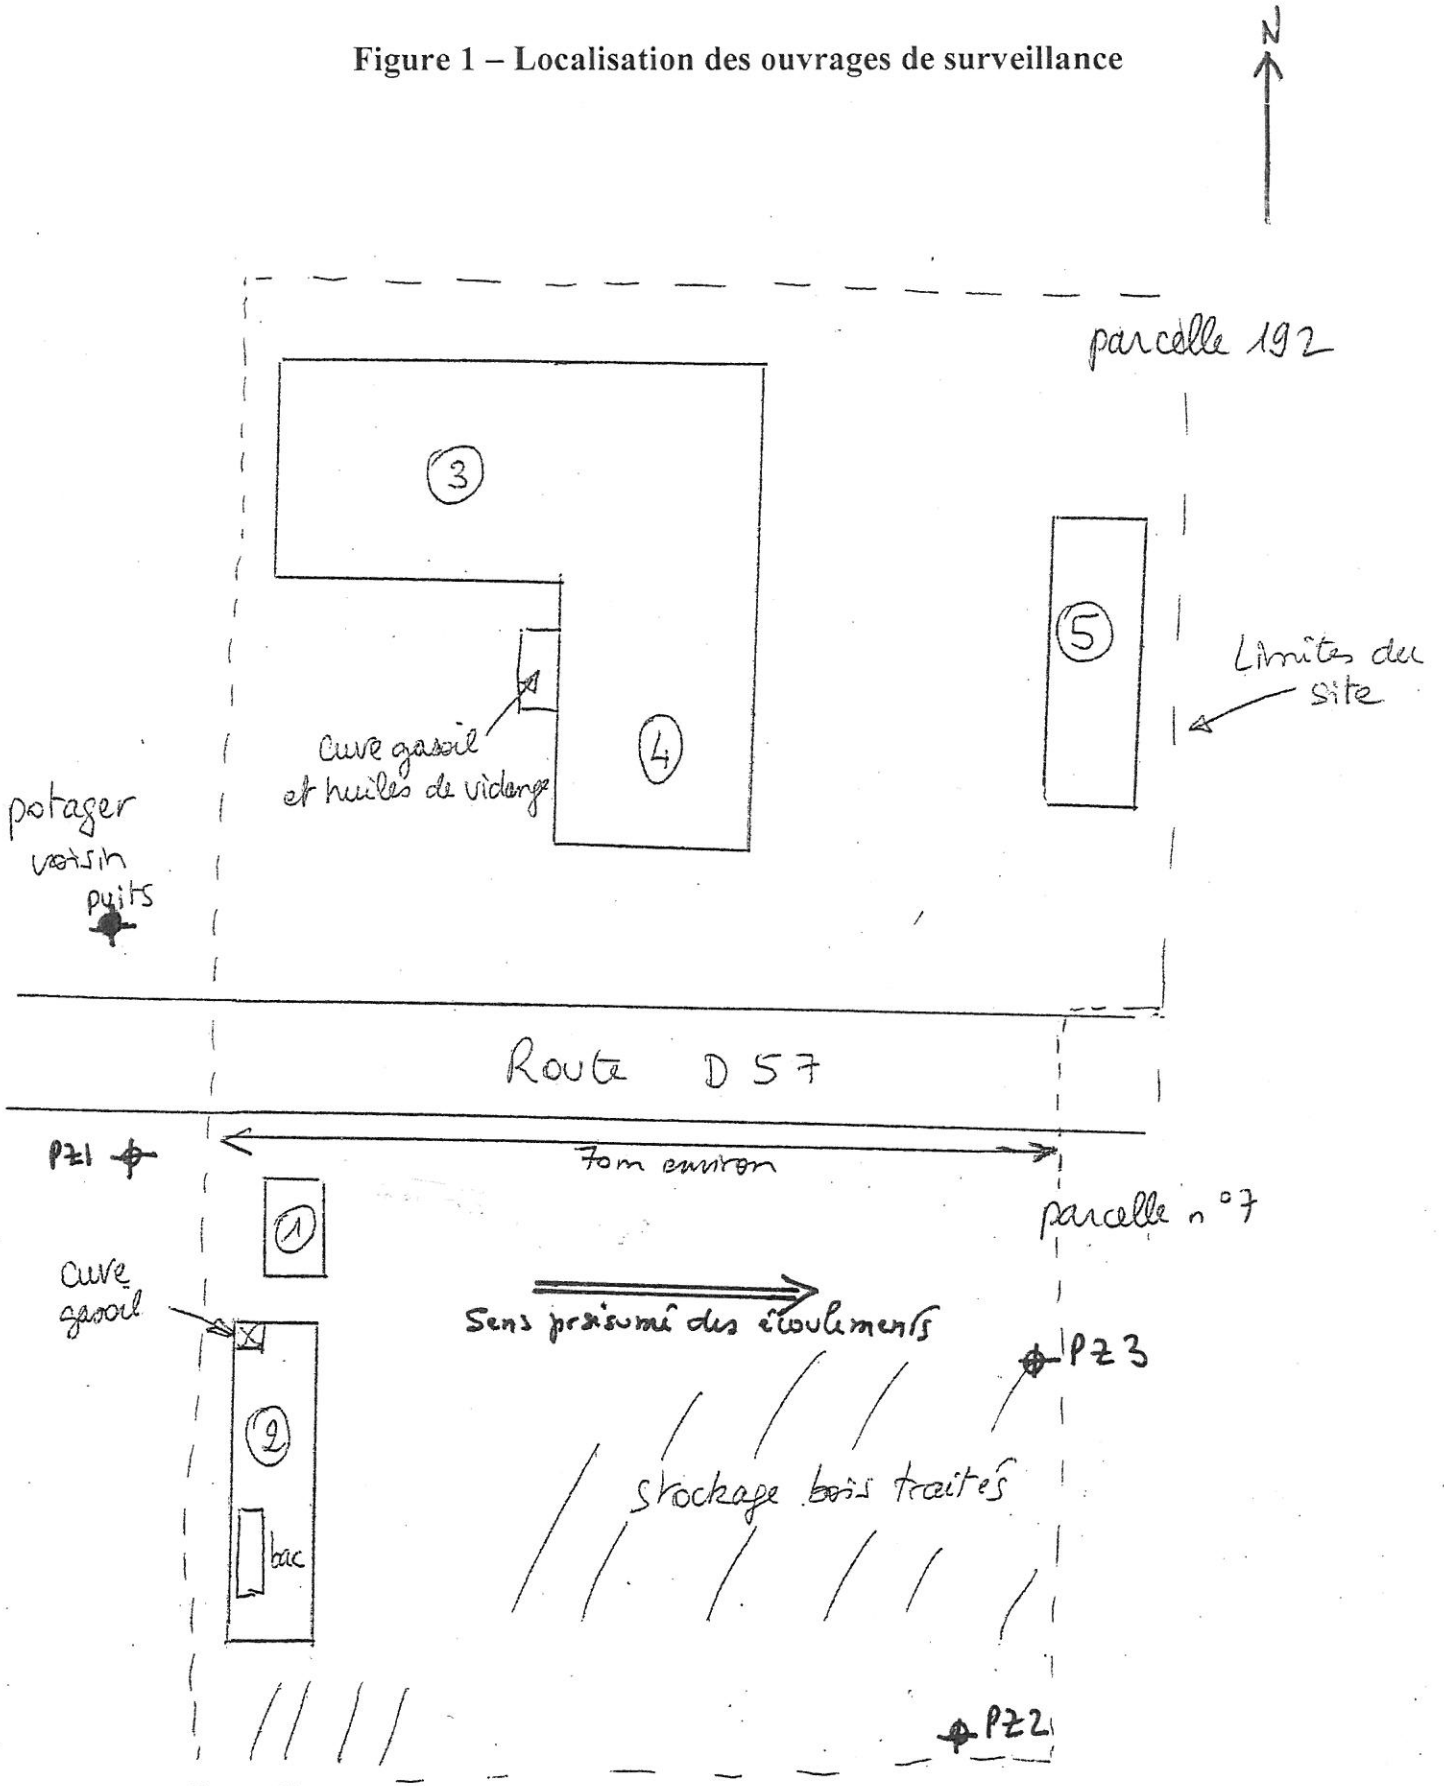 Figure 1 – Localisation des ouvrages de surveillance
N
parcelle 192
3
5
Limites du
site
cuve gasoil
et huiles de vidange
4
potager
voisin
puits
Route D 57
PZ1
70m environ
1
parcelle n°7
cuve
gasoil
Sens présumé des écoulements
PZ3
2
stockage bois traités
bac
PZ2